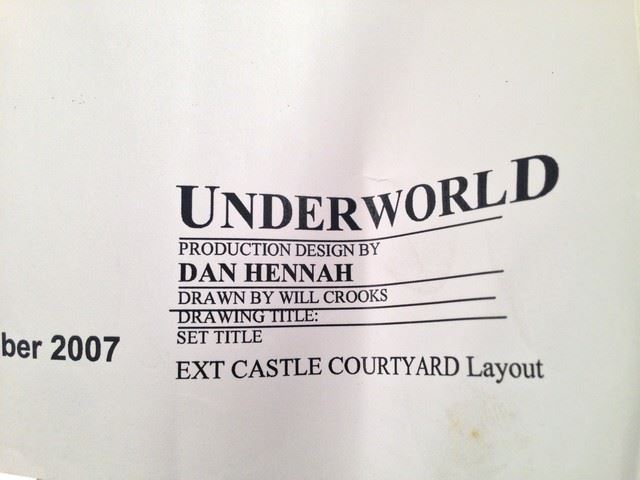 UNDERWORLD
PRODUCTION DESIGN BY
DAN HENNAH
DRAWN BY WILL CROOKS
DRAWING TITLE:
SET TITLE
EXT CASTLE COURTYARD Layout
ber 2007